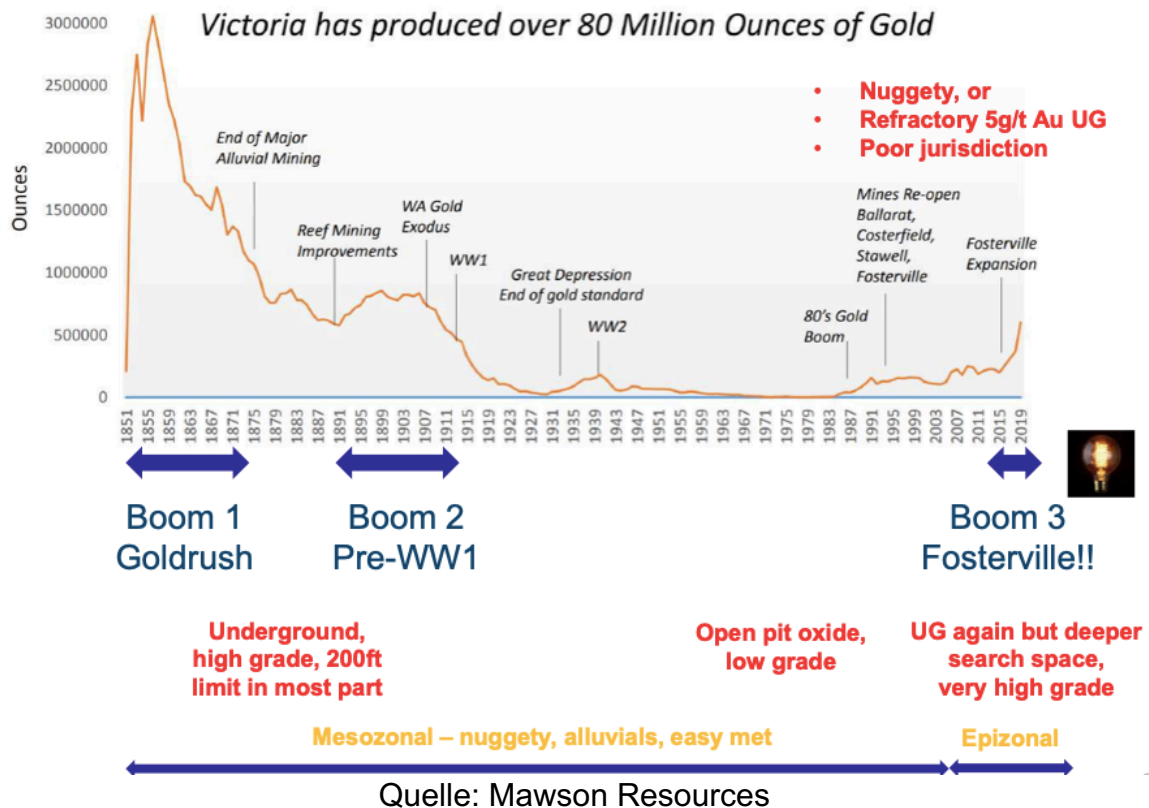 Victoria has produced over 80 Million Ounces of Gold
3000000
2500000
2000000
1500000
1000000
500000
0
Ounces
• Nuggety, or
• Refractory 5g/t Au UG
• Poor jurisdiction
End of Major
Alluvial Mining
Reef Mining
Improvements
WA Gold
Exodus
WW1
Great Depression
End of gold standard
WW2
80's Gold
Boom
Mines Re-open
Ballarat,
Costerfield,
Stawell,
Fosterville
Fosterville
Expansion
1851 1855 1859 1863 1867 1871 1875 1879 1883 1887 1891 1895 1899 1903 1907 1911 1915 1919 1923 1927 1931 1935 1939 1943 1947 1951 1955 1959 1963 1967 1971 1975 1979 1983 1987 1991 1995 1999 2003 2007 2011 2015 2019
Boom 1
Goldrush
Boom 2
Pre-WW1
Boom 3
Fosterville!!
Underground,
high grade, 200ft
limit in most part
Open pit oxide,
low grade
UG again but deeper
search space,
very high grade
Mesozonal – nuggety, alluvials, easy met
Epizonal
Quelle: Mawson Resources